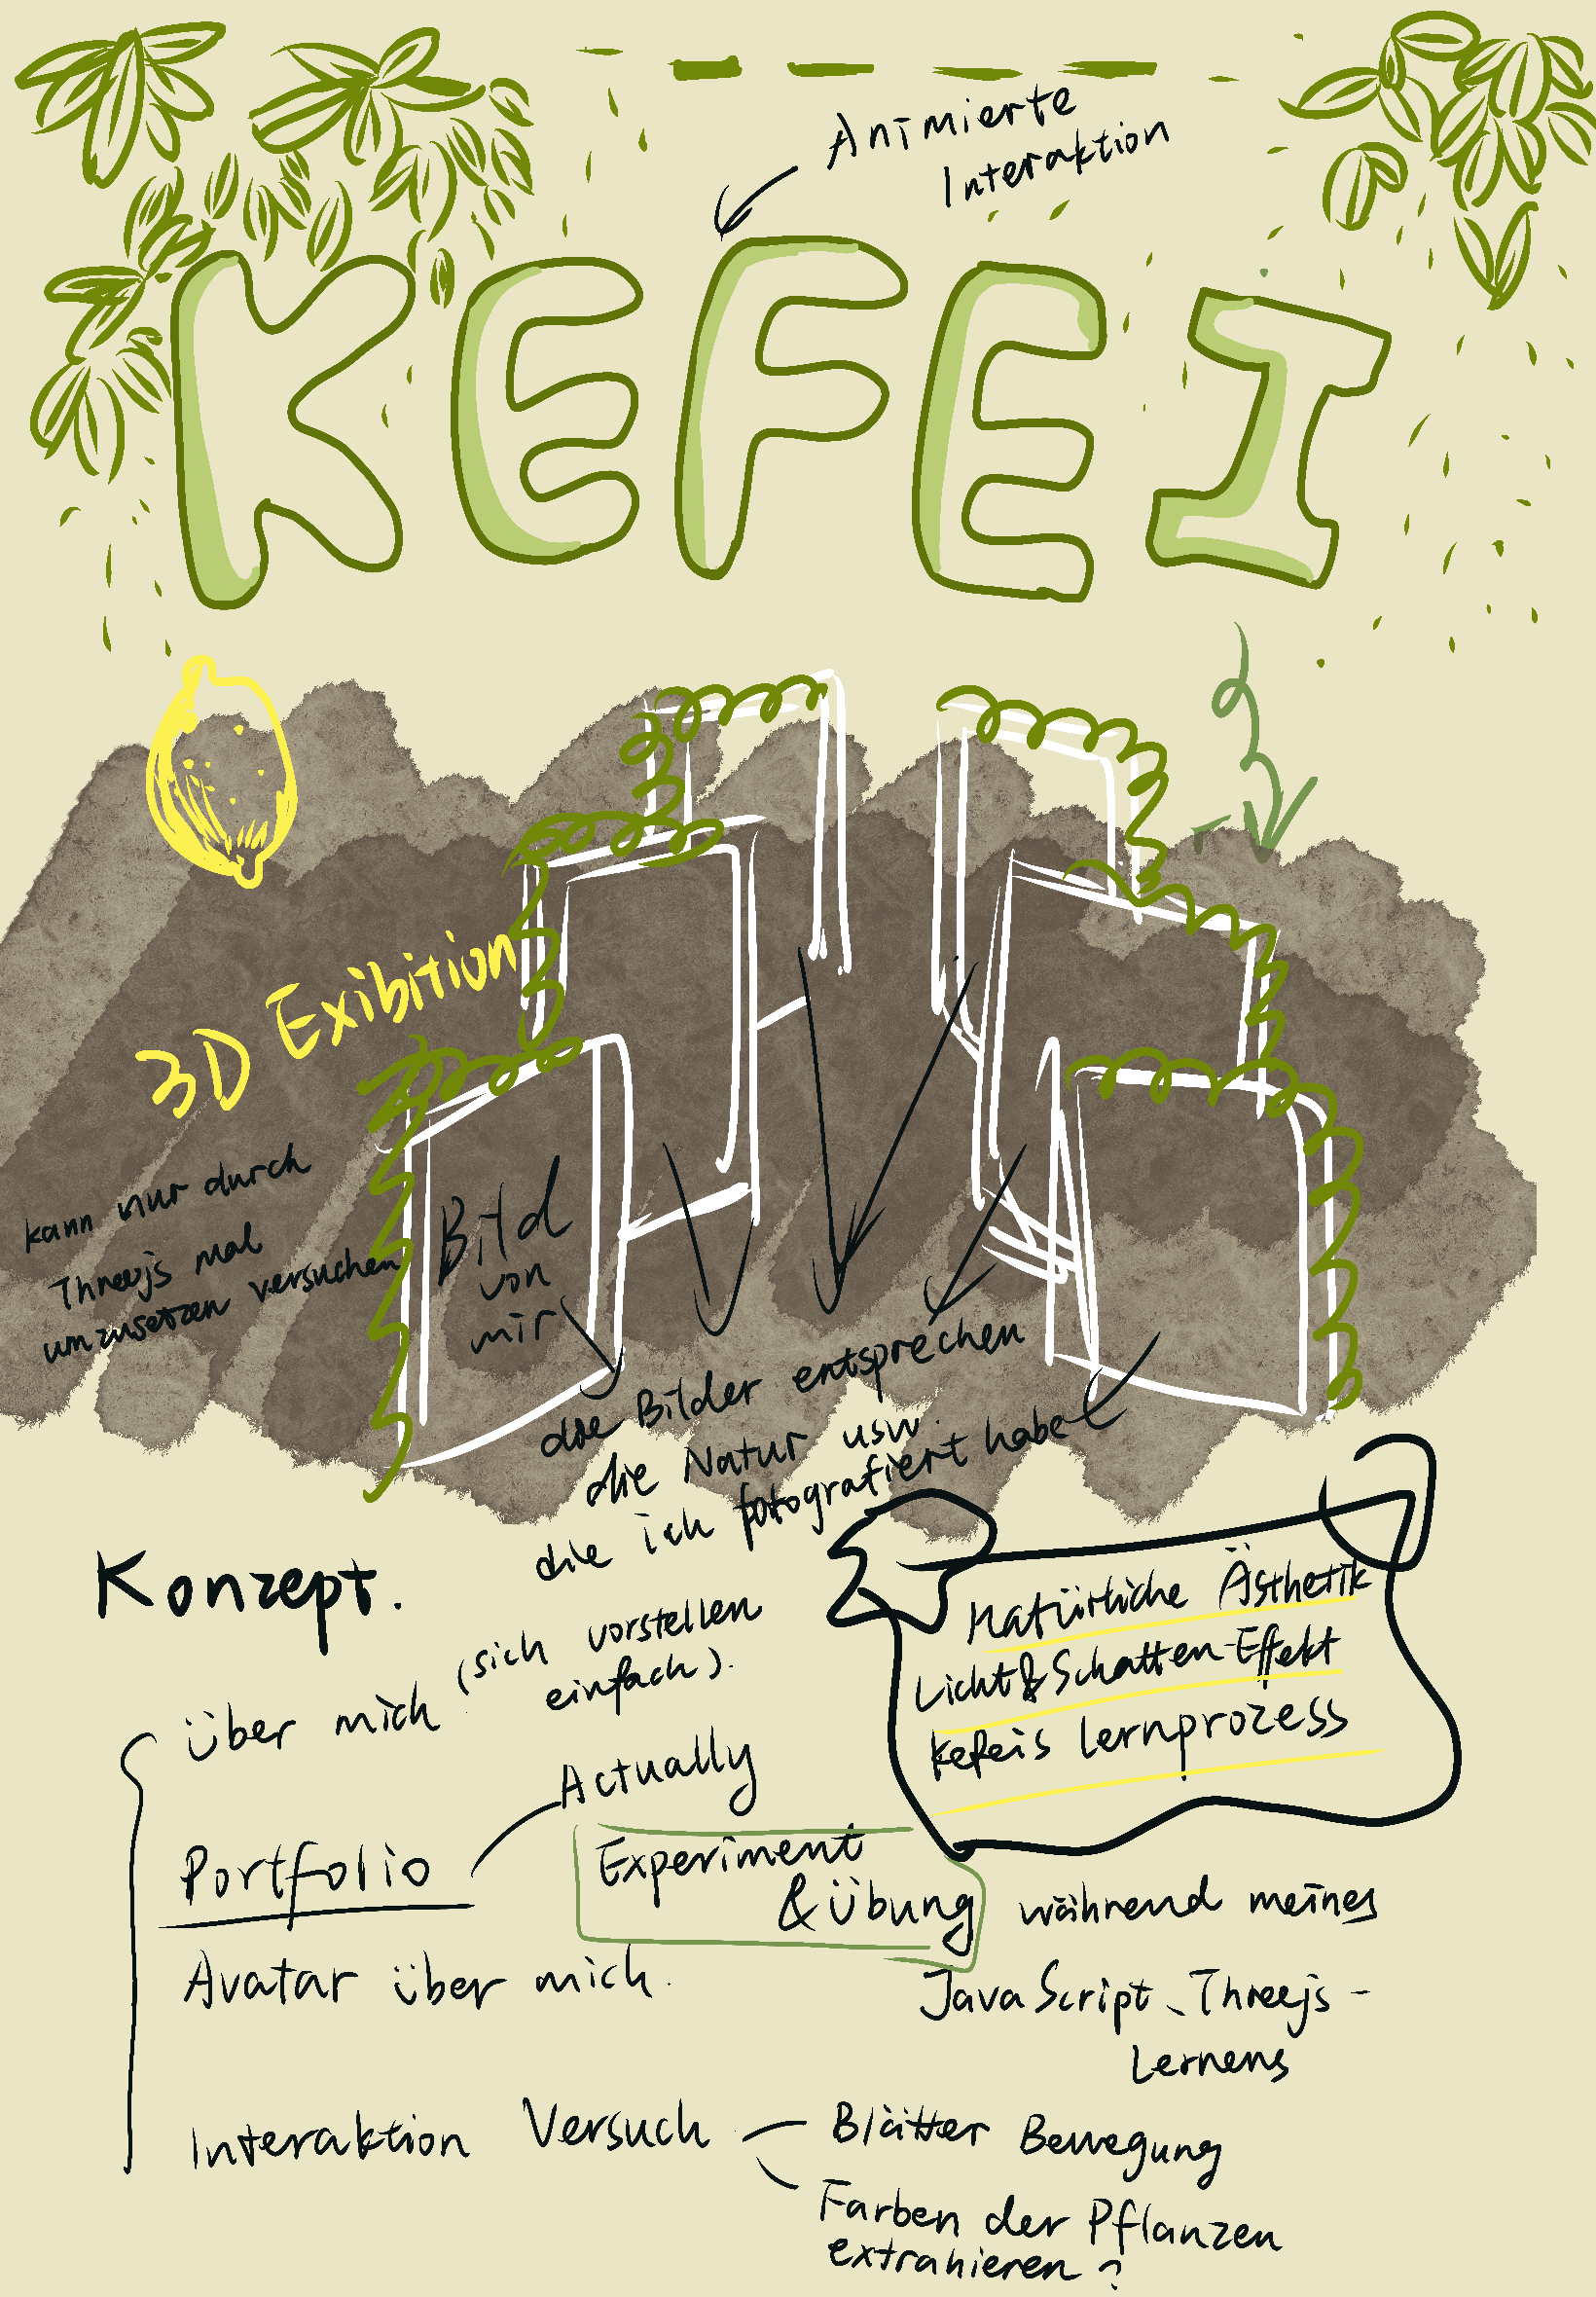 Animierte
Interaktion
KEFEI
3D Exibition
kann nur durch
Threejs mal
umzusetzen versuchen
Bild
von
mir
die Bilder entsprechen
die Natur usw.
die ich fotografiert habe
Konzept.
Natürliche Ästhetik
Licht & Schatten-Effekt
Kefeis Lernprozess
über mich (sich vorstellen
einfach).
Actually
Portfolio
Experiment
& Übung während meines
JavaScript, Threejs-
Lernens
Avatar über mich.
Interaktion Versuch - Blätter Bewegung
Farben der Pflanzen
extrahieren?